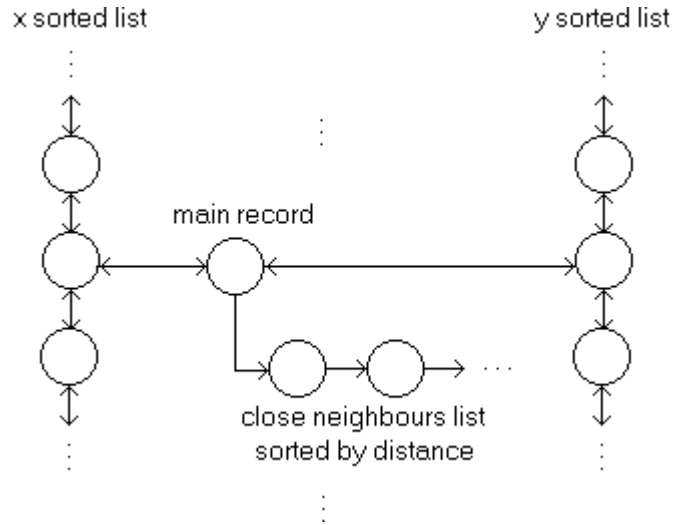 x sorted list
y sorted list
main record
close neighbours list
sorted by distance